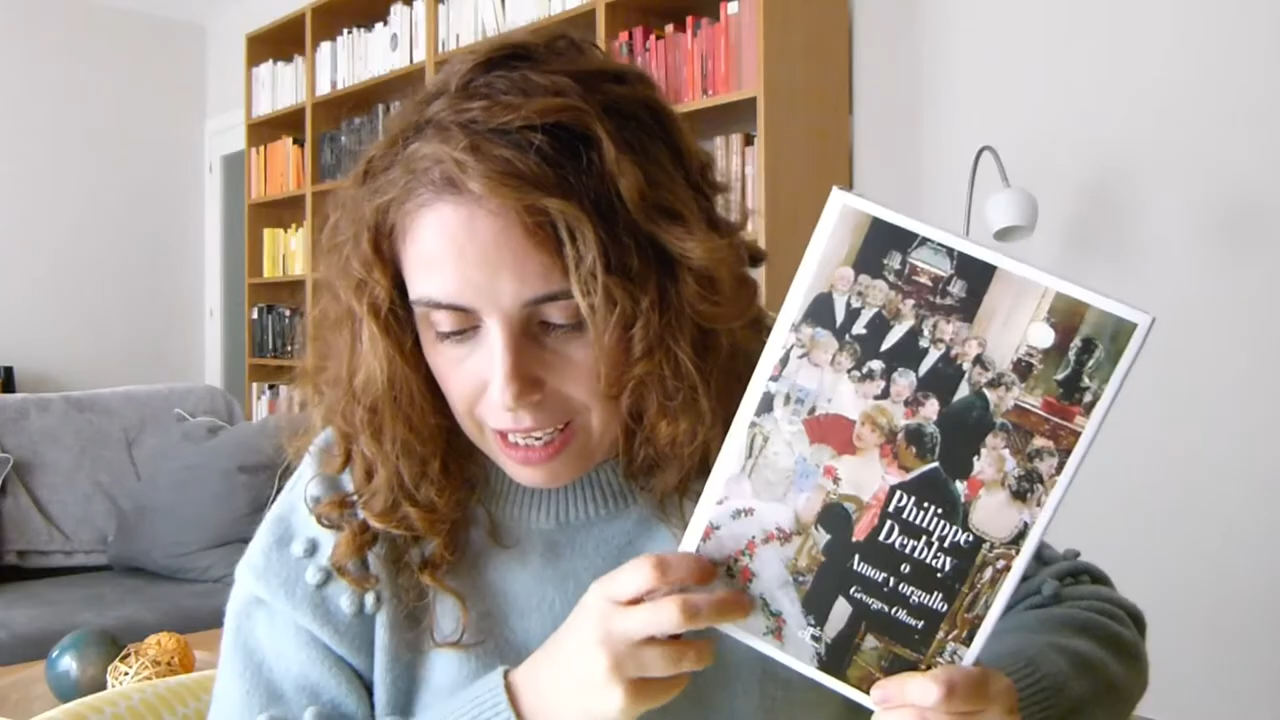 Philippe
Derblay
o
Amor y orgullo
Georges Ohnet